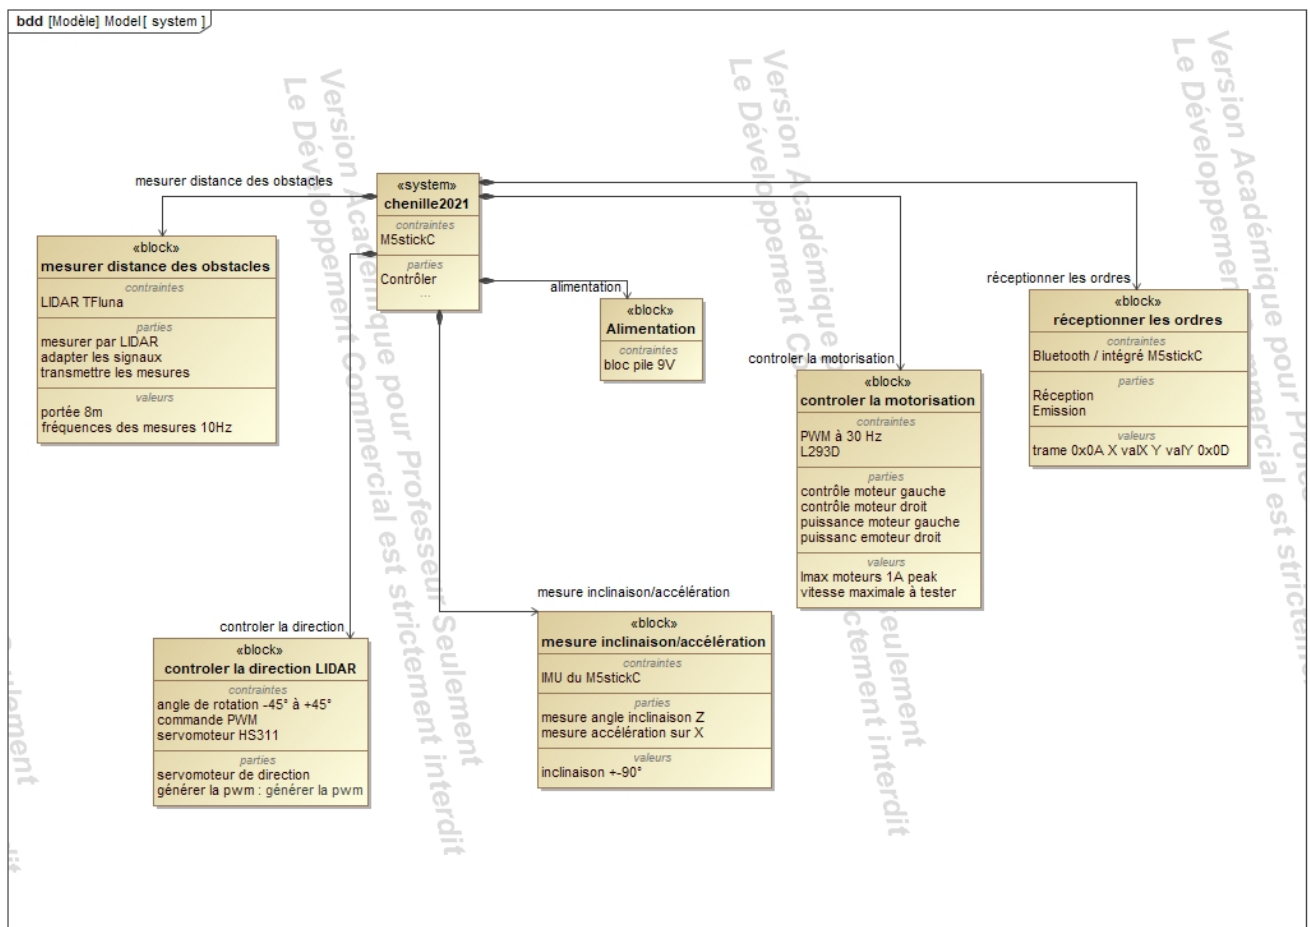 bdd [Modèle] Model[ system ]
mesurer distance des obstacles
«system»
chenille2021
contraintes
M5stickC
parties
Contrôler
...
«block»
mesurer distance des obstacles
contraintes
LIDAR TFluna
parties
mesurer par LIDAR
adapter les signaux
transmettre les mesures
valeurs
portée 8m
fréquences des mesures 10Hz
alimentation
«block»
Alimentation
contraintes
bloc pile 9V
controler la motorisation
«block»
controler la motorisation
contraintes
PWM à 30 Hz
L293D
parties
contrôle moteur gauche
contrôle moteur droit
puissance moteur gauche
puissanc emoteur droit
valeurs
Imax moteurs 1A peak
vitesse maximale à tester
réceptionner les ordres
«block»
réceptionner les ordres
contraintes
Bluetooth / intégré M5stickC
parties
Réception
Emission
valeurs
trame 0x0A X valX Y valY 0x0D
controler la direction
«block»
controler la direction LIDAR
contraintes
angle de rotation -45° à +45°
commande PWM
servomoteur HS311
parties
servomoteur de direction
générer la pwm : générer la pwm
mesure inclinaison/accélération
«block»
mesure inclinaison/accélération
contraintes
IMU du M5stickC
parties
mesure angle inclinaison Z
mesure accélération sur X
valeurs
inclinaison +-90°
Version Académique pour Professeur Seulement
Le Développement Commercial est strictement interdit